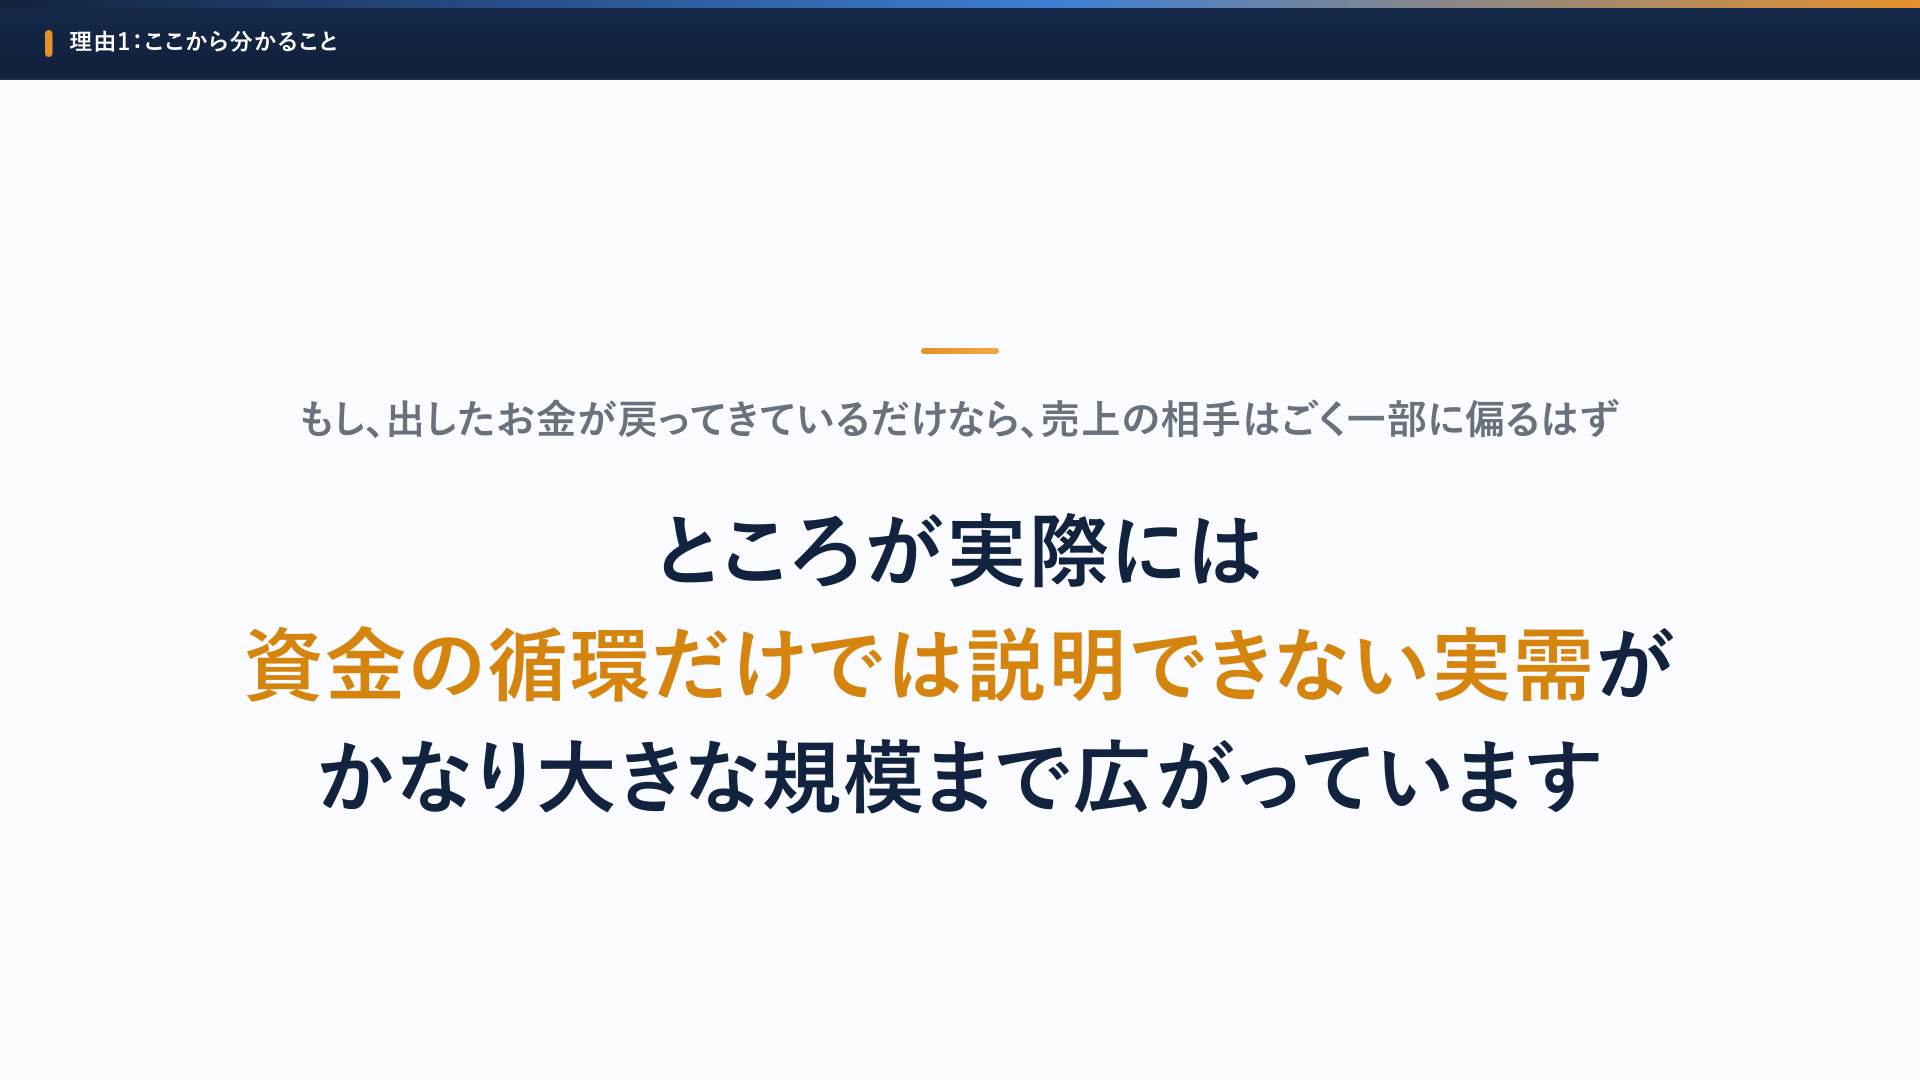 理由1：ここから分かること
もし、出したお金が戻ってきているだけなら、売上の相手はごく一部に偏るはず
ところが実際には
資金の循環だけでは説明できない実需が
かなり大きな規模まで広がっています